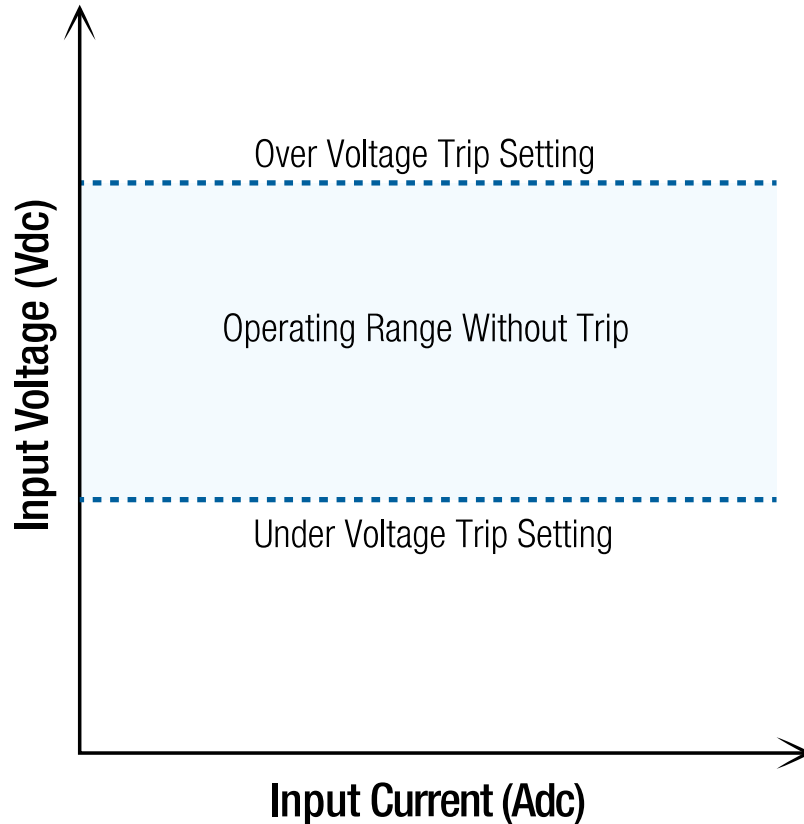 Over Voltage Trip Setting
Input Voltage (Vdc)
Operating Range Without Trip
Under Voltage Trip Setting
Input Current (Adc)